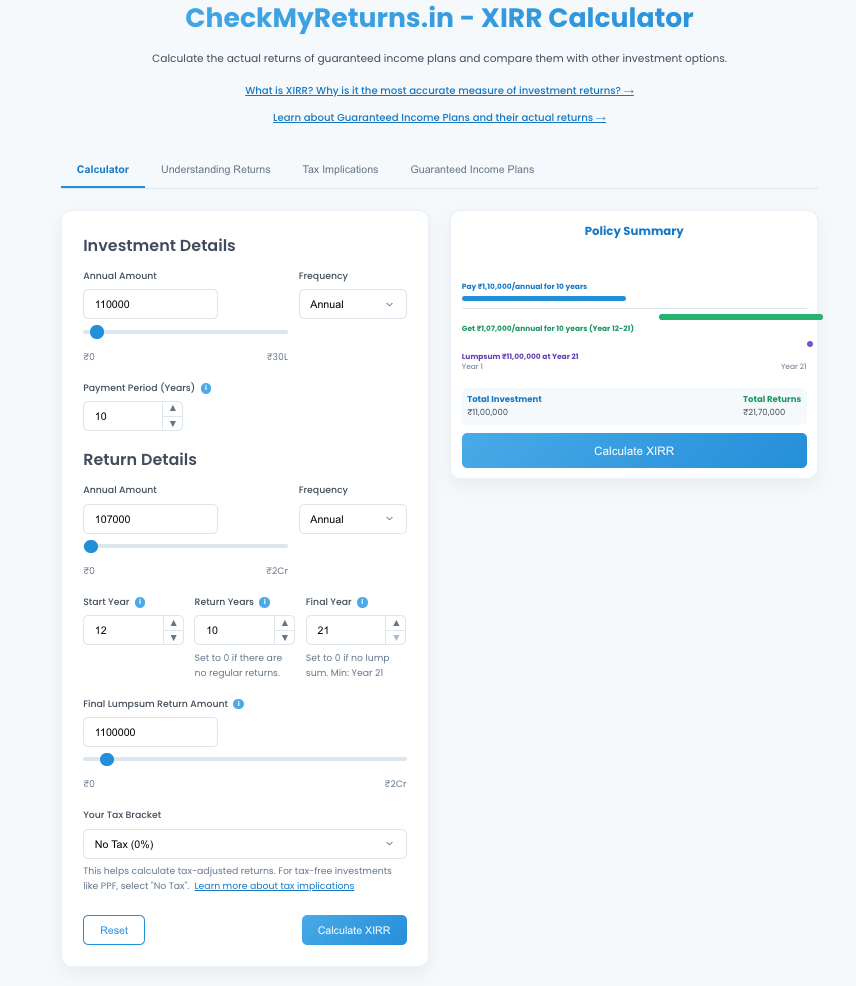 CheckMyReturns.in - XIRR Calculator
Calculate the actual returns of guaranteed income plans and compare them with other investment options.
What is XIRR? Why is it the most accurate measure of investment returns? →
Learn about Guaranteed Income Plans and their actual returns →
Calculator Understanding Returns Tax Implications Guaranteed Income Plans
Investment Details
Annual Amount Frequency
110000 Annual
₹0 ₹30L
Payment Period (Years) i
10 ▲ ▼
Return Details
Annual Amount Frequency
107000 Annual
₹0 ₹2Cr
Start Year i Return Years i Final Year i
12 ▲ ▼ 10 ▲ ▼ 21 ▲ ▼
Set to 0 if there are
no regular returns.
Set to 0 if no lump
sum. Min: Year 21
Final Lumpsum Return Amount i
1100000
₹0 ₹2Cr
Your Tax Bracket
No Tax (0%)
This helps calculate tax-adjusted returns. For tax-free investments
like PPF, select "No Tax". Learn more about tax implications
Reset Calculate XIRR
Policy Summary
Pay ₹1,10,000/annual for 10 years
Get ₹1,07,000/annual for 10 years (Year 12-21)
Lumpsum ₹11,00,000 at Year 21
Year 1 Year 21
Total Investment Total Returns
₹11,00,000 ₹21,70,000
Calculate XIRR